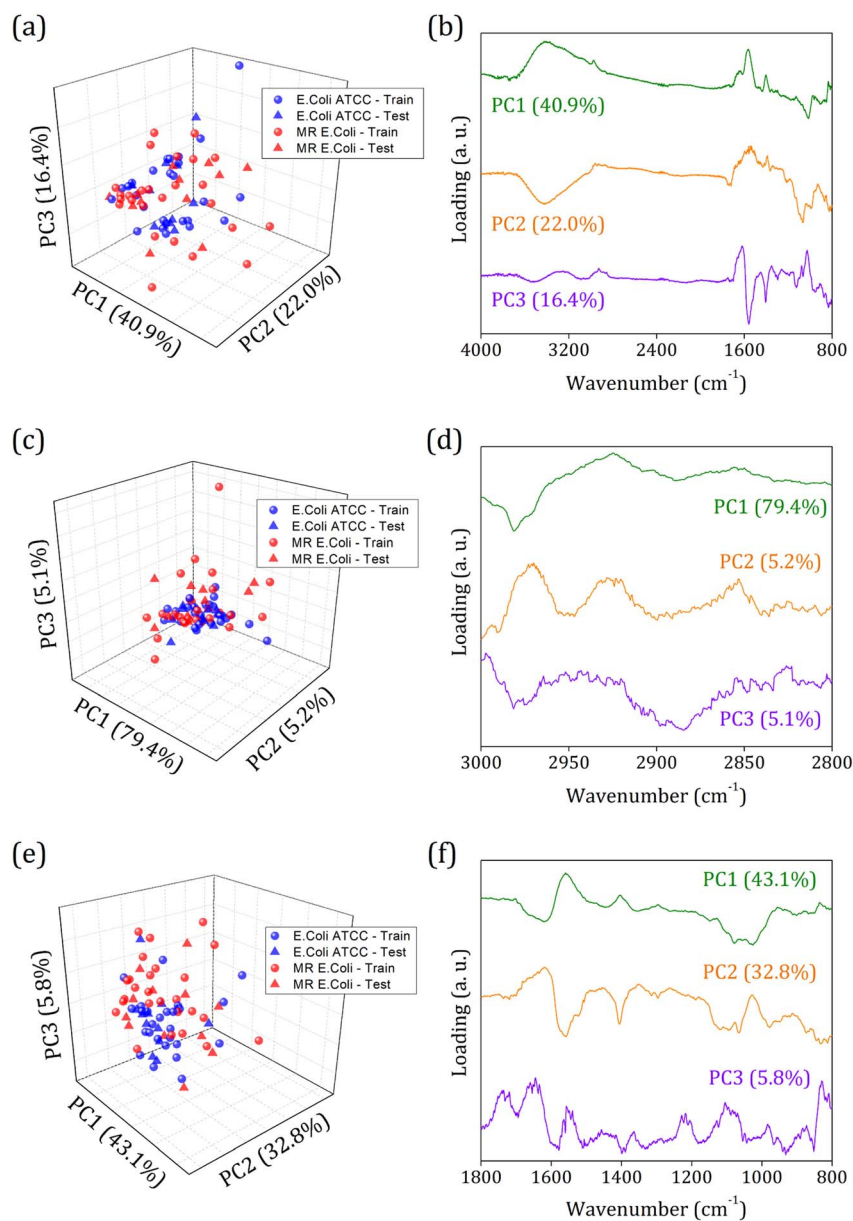 (a)
PC3 (16.4%)
PC1 (40.9%)
PC2 (22.0%)
E.Coli ATCC - Train
E.Coli ATCC - Test
MR E.Coli - Train
MR E.Coli - Test
(b)
Loading (a. u.)
PC1 (40.9%)
PC2 (22.0%)
PC3 (16.4%)
4000 3200 2400 1600 800
Wavenumber (cm⁻¹)
(c)
PC3 (5.1%)
PC1 (79.4%)
PC2 (5.2%)
E.Coli ATCC - Train
E.Coli ATCC - Test
MR E.Coli - Train
MR E.Coli - Test
(d)
Loading (a. u.)
PC1 (79.4%)
PC2 (5.2%)
PC3 (5.1%)
3000 2950 2900 2850 2800
Wavenumber (cm⁻¹)
(e)
PC3 (5.8%)
PC1 (43.1%)
PC2 (32.8%)
E.Coli ATCC - Train
E.Coli ATCC - Test
MR E.Coli - Train
MR E.Coli - Test
(f)
Loading (a. u.)
PC1 (43.1%)
PC2 (32.8%)
PC3 (5.8%)
1800 1600 1400 1200 1000 800
Wavenumber (cm⁻¹)